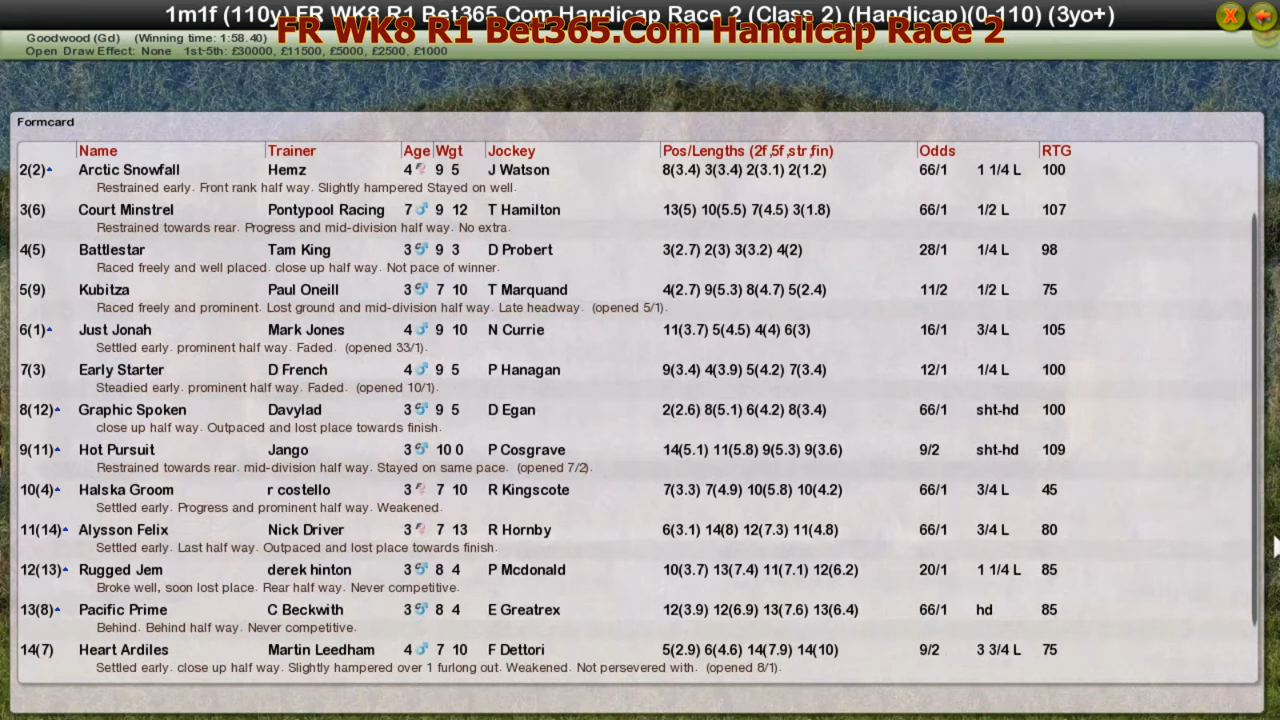 1m1f (110y) FR WK8 R1 Bet365.Com Handicap Race 2 (Class 2) (Handicap)(0-110) (3yo+)
FR WK8 R1 Bet365.Com Handicap Race 2
Goodwood (Gd) (Winning time: 1:58.40)
Open Draw Effect: None 1st-5th: £30000, £11500, £5000, £2500, £1000
Formcard
Name Trainer Age Wgt Jockey Pos/Lengths (2f,5f,str,fin) Odds RTG
2(2) Arctic Snowfall Hemz 4 9 5 J Watson 8(3.4) 3(3.4) 2(3.1) 2(1.2) 66/1 1 1/4 L 100
Restrained early. Front rank half way. Slightly hampered Stayed on well.
3(6) Court Minstrel Pontypool Racing 7 9 12 T Hamilton 13(5) 10(5.5) 7(4.5) 3(1.8) 66/1 1/2 L 107
Restrained towards rear. Progress and mid-division half way. No extra.
4(5) Battlestar Tam King 3 9 3 D Probert 3(2.7) 2(3) 3(3.2) 4(2) 28/1 1/4 L 98
Raced freely and well placed. close up half way. Not pace of winner.
5(9) Kubitza Paul Oneill 3 7 10 T Marquand 4(2.7) 9(5.3) 8(4.7) 5(2.4) 11/2 1/2 L 75
Raced freely and prominent. Lost ground and mid-division half way. Late headway. (opened 5/1).
6(1) Just Jonah Mark Jones 4 9 10 N Currie 11(3.7) 5(4.5) 4(4) 6(3) 16/1 3/4 L 105
Settled early. prominent half way. Faded. (opened 33/1).
7(3) Early Starter D French 4 9 5 P Hanagan 9(3.4) 4(3.9) 5(4.2) 7(3.4) 12/1 1/4 L 100
Steadied early. prominent half way. Faded. (opened 10/1).
8(12) Graphic Spoken Davylad 3 9 5 D Egan 2(2.6) 8(5.1) 6(4.2) 8(3.4) 66/1 sht-hd 100
close up half way. Outpaced and lost place towards finish.
9(11) Hot Pursuit Jango 3 10 0 P Cosgrave 14(5.1) 11(5.8) 9(5.3) 9(3.6) 9/2 sht-hd 109
Restrained towards rear. mid-division half way. Stayed on same pace. (opened 7/2).
10(4) Halska Groom r costello 3 7 10 R Kingscote 7(3.3) 7(4.9) 10(5.8) 10(4.2) 66/1 3/4 L 45
Settled early. Progress and prominent half way. Weakened.
11(14) Alysson Felix Nick Driver 3 7 13 R Hornby 6(3.1) 14(8) 12(7.3) 11(4.8) 66/1 3/4 L 80
Settled early. Last half way. Outpaced and lost place towards finish.
12(13) Rugged Jem derek hinton 3 8 4 P Mcdonald 10(3.7) 13(7.4) 11(7.1) 12(6.2) 20/1 1 1/4 L 85
Broke well, soon lost place. Rear half way. Never competitive.
13(8) Pacific Prime C Beckwith 3 8 4 E Greatrex 12(3.9) 12(6.9) 13(7.6) 13(6.4) 66/1 hd 85
Behind. Behind half way. Never competitive.
14(7) Heart Ardiles Martin Leedham 4 7 10 F Dettori 5(2.9) 6(4.6) 14(7.9) 14(10) 9/2 3 3/4 L 75
Settled early. close up half way. Slightly hampered over 1 furlong out. Weakened. Not persevered with. (opened 8/1).